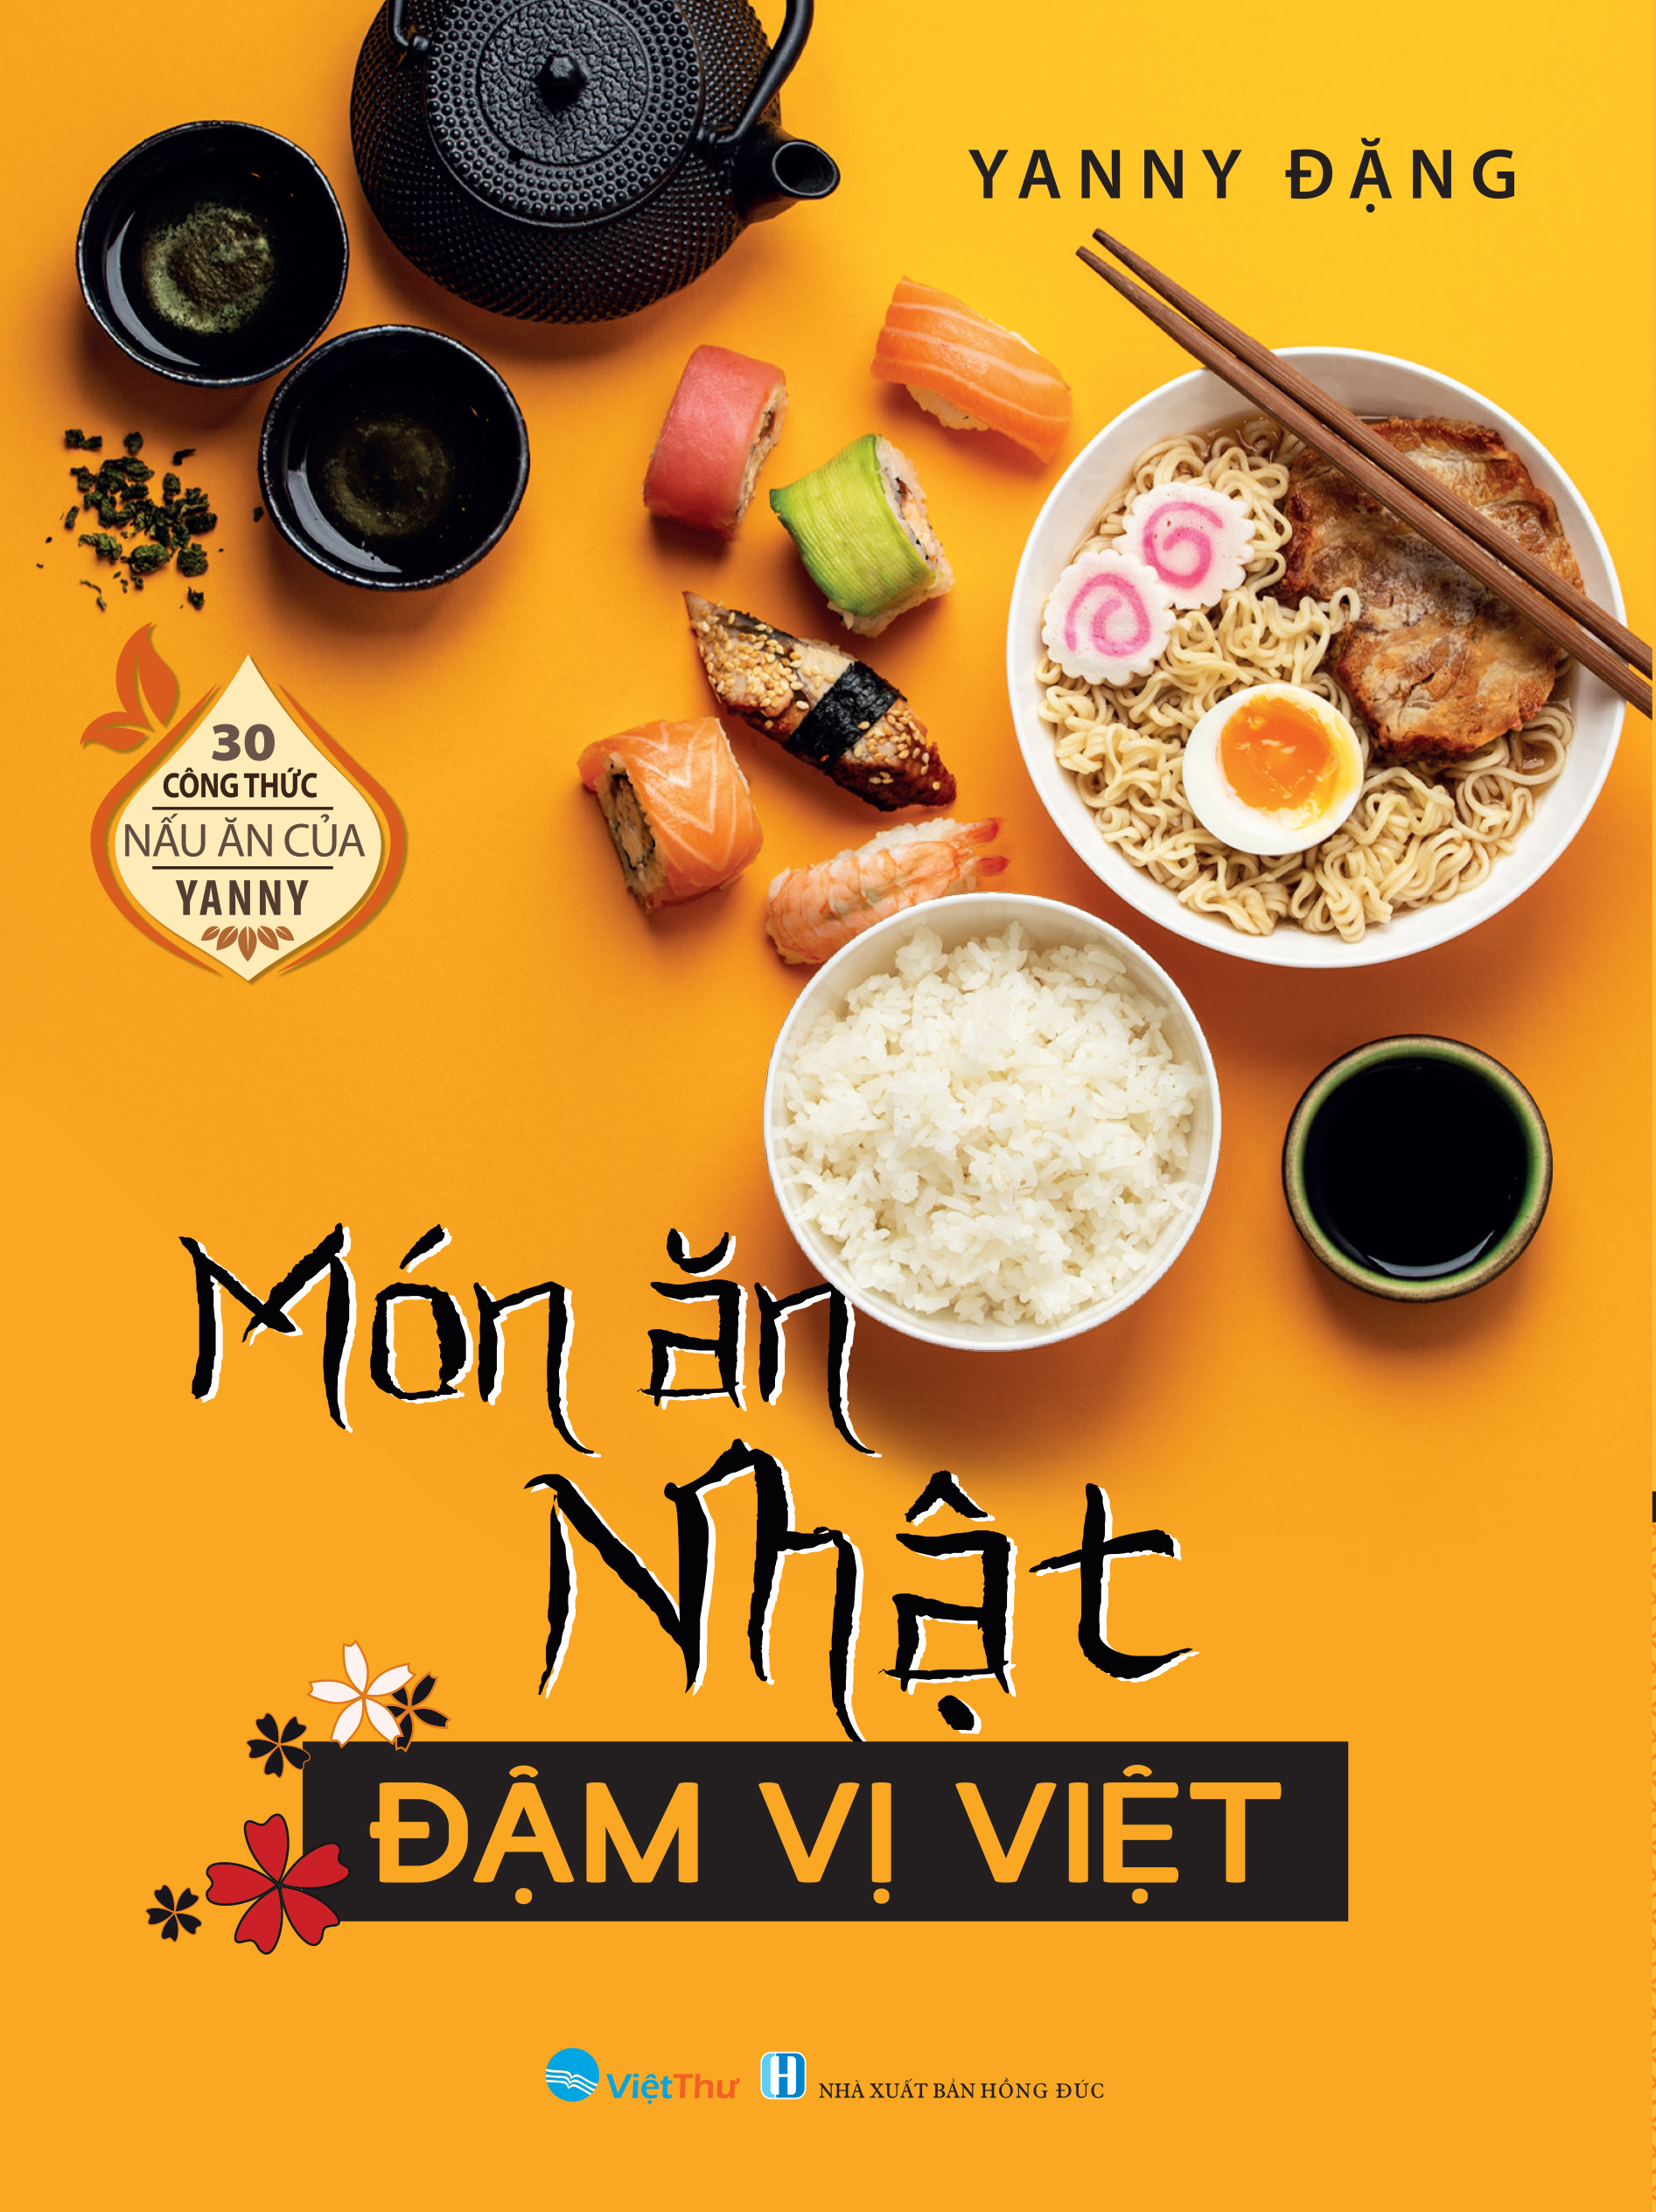 YANNY ĐẶNG
30
CÔNG THỨC
NẤU ĂN CỦA
YANNY
Món ăn
Nhật
ĐẬM VỊ VIỆT
ViệtThư
H
NHÀ XUẤT BẢN HỒNG ĐỨC